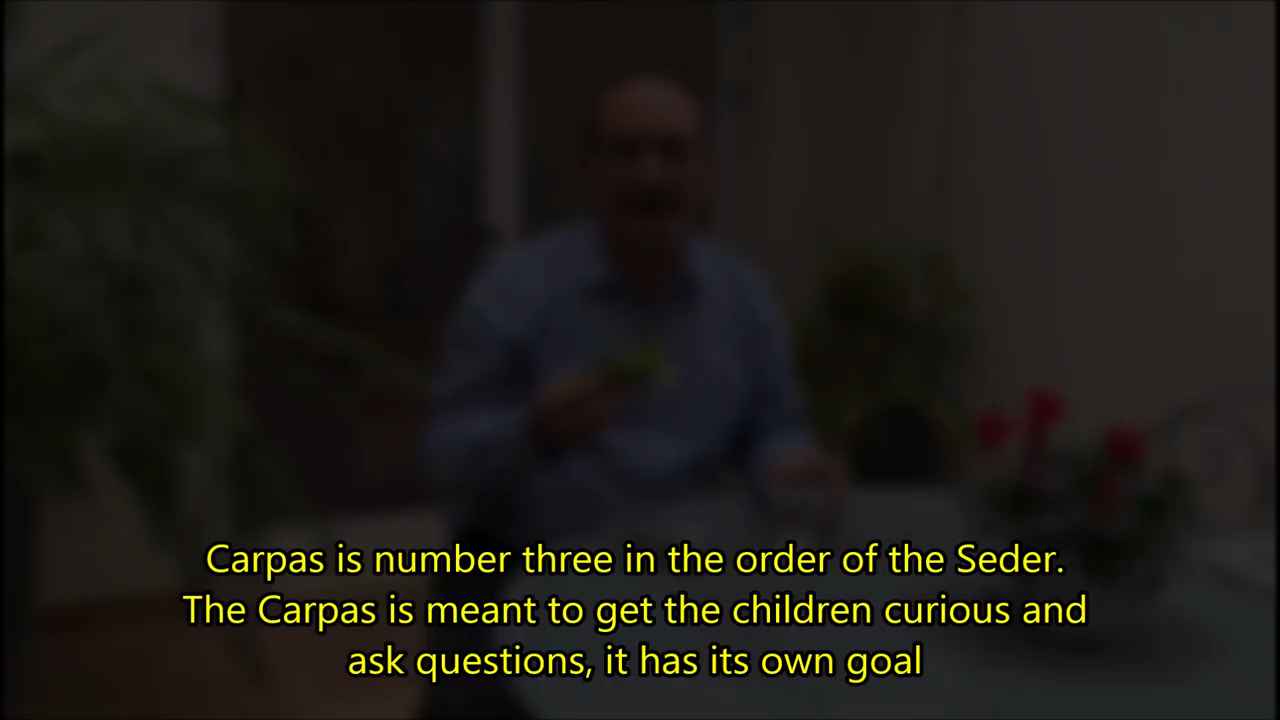 Carpas is number three in the order of the Seder.
The Carpas is meant to get the children curious and
ask questions, it has its own goal